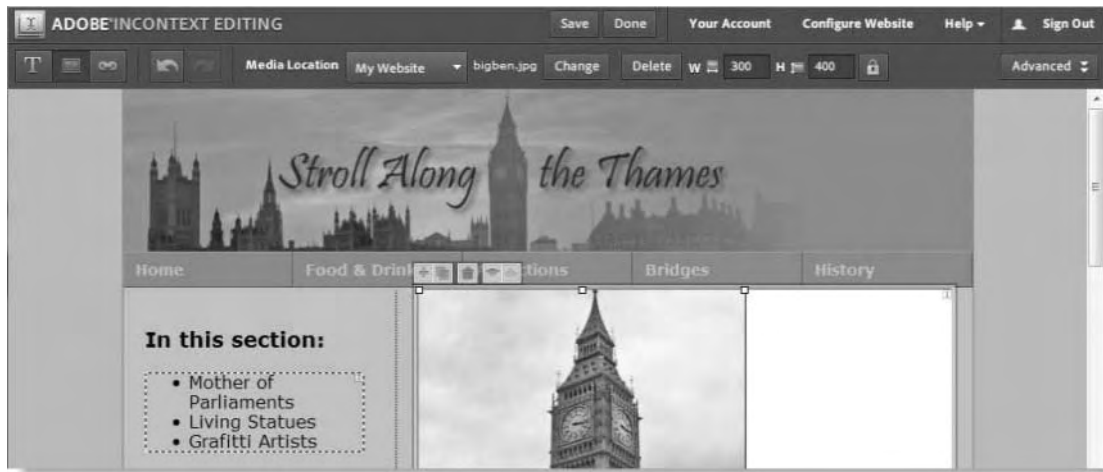 ADOBE® INCONTEXT EDITING Save Done Your Account Configure Website Help Sign Out
T Media Location My Website bigben.jpg Change Delete W 300 H 400 Advanced
Stroll Along the Thames
Home Food & Drin ctions Bridges History
In this section:
• Mother of
Parliaments
• Living Statues
• Grafitti Artists